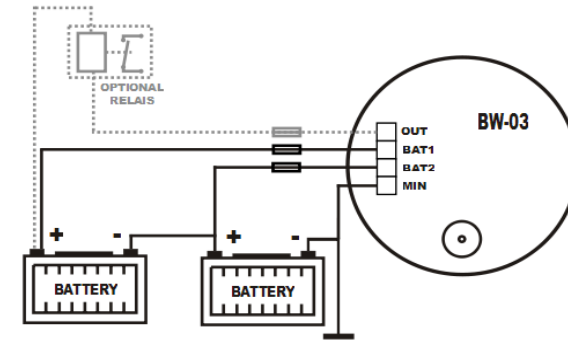 OPTIONAL
RELAIS
BW-03
OUT
BAT1
BAT2
MIN
+ -
+ -
BATTERY
BATTERY